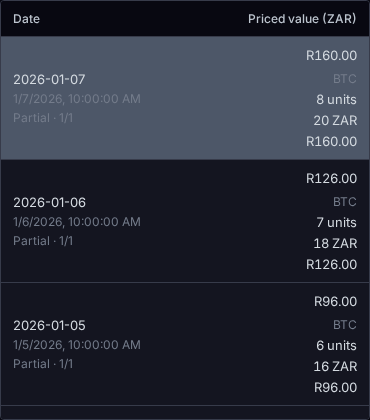 Date Priced value (ZAR)
R160.00
2026-01-07 BTC
1/7/2026, 10:00:00 AM 8 units
Partial · 1/1 20 ZAR
R160.00
R126.00
2026-01-06 BTC
1/6/2026, 10:00:00 AM 7 units
Partial · 1/1 18 ZAR
R126.00
R96.00
2026-01-05 BTC
1/5/2026, 10:00:00 AM 6 units
Partial · 1/1 16 ZAR
R96.00